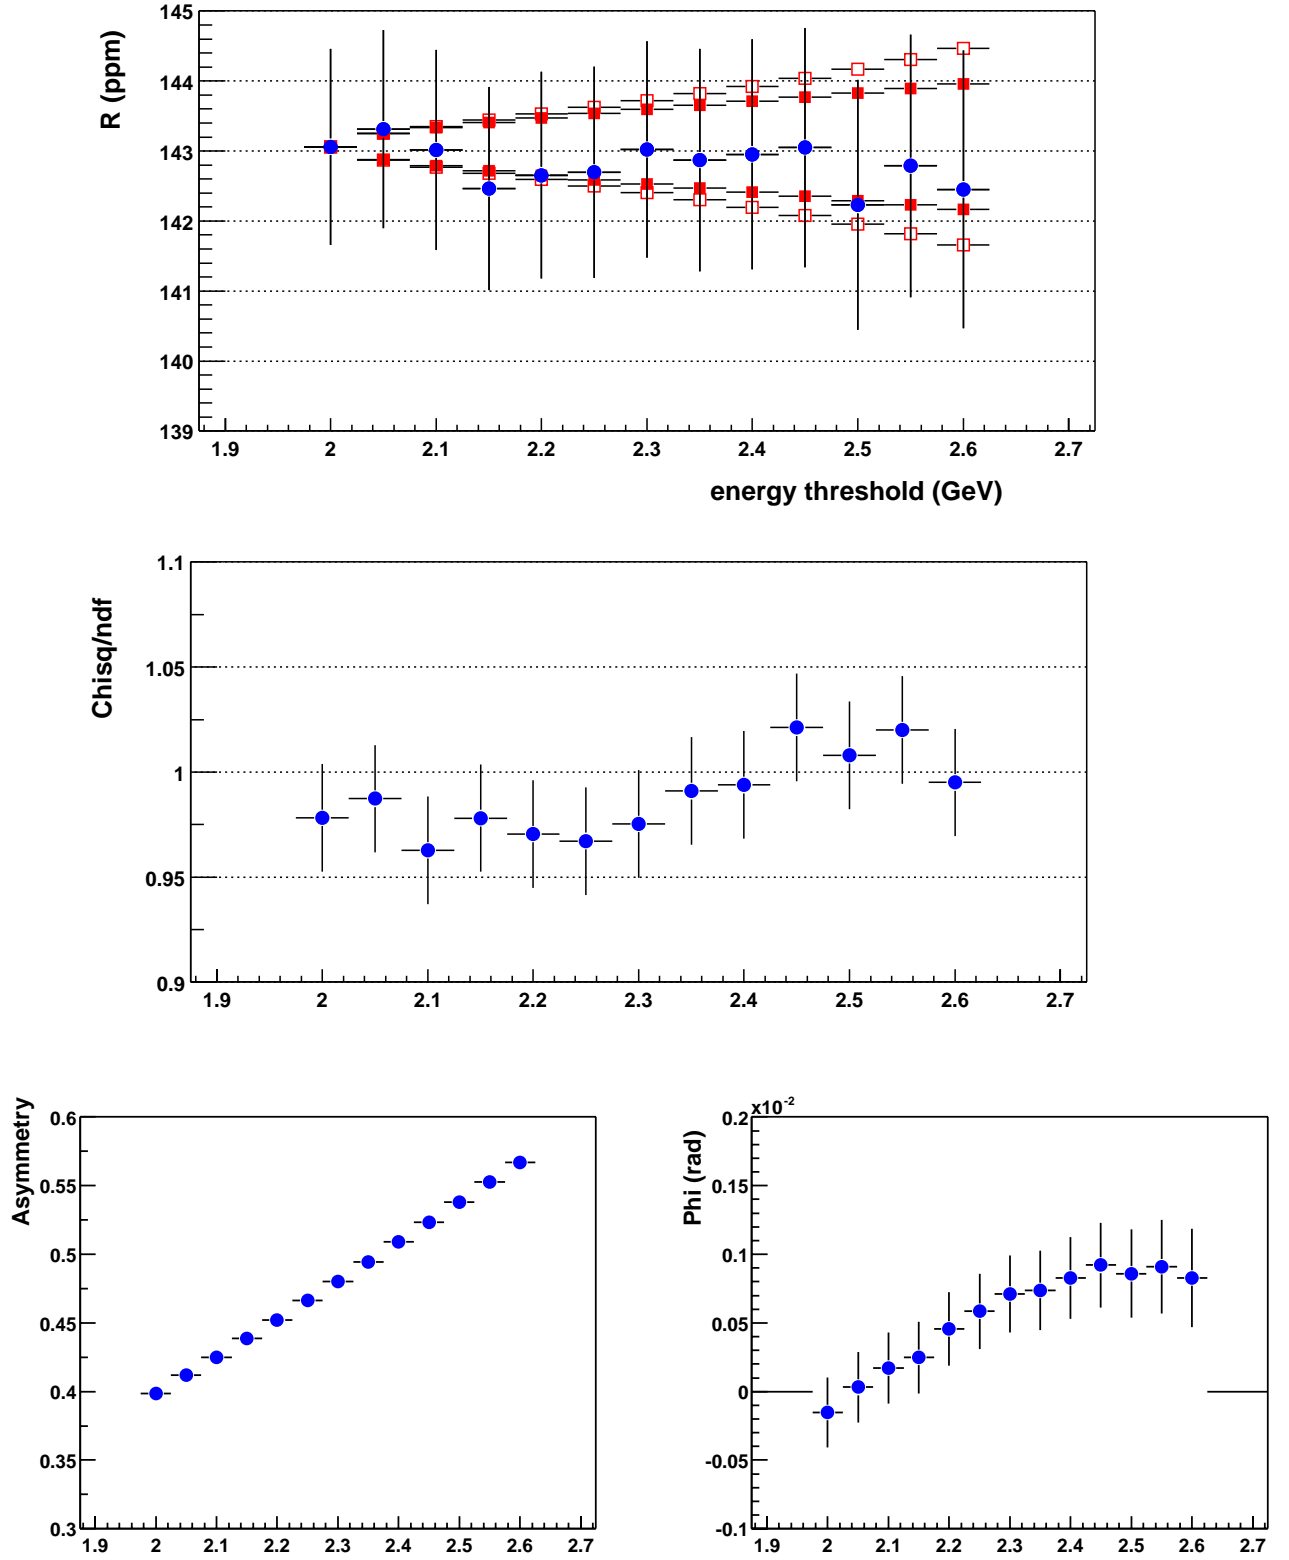 R (ppm)
145
144
143
142
141
140
139
1.9 2 2.1 2.2 2.3 2.4 2.5 2.6 2.7
energy threshold (GeV)
Chisq/ndf
1.1
1.05
1
0.95
0.9
1.9 2 2.1 2.2 2.3 2.4 2.5 2.6 2.7
Asymmetry
0.6
0.55
0.5
0.45
0.4
0.35
0.3
1.9 2 2.1 2.2 2.3 2.4 2.5 2.6 2.7
Phi (rad)
x10-2
0.2
0.15
0.1
0.05
0
-0.05
-0.1
1.9 2 2.1 2.2 2.3 2.4 2.5 2.6 2.7